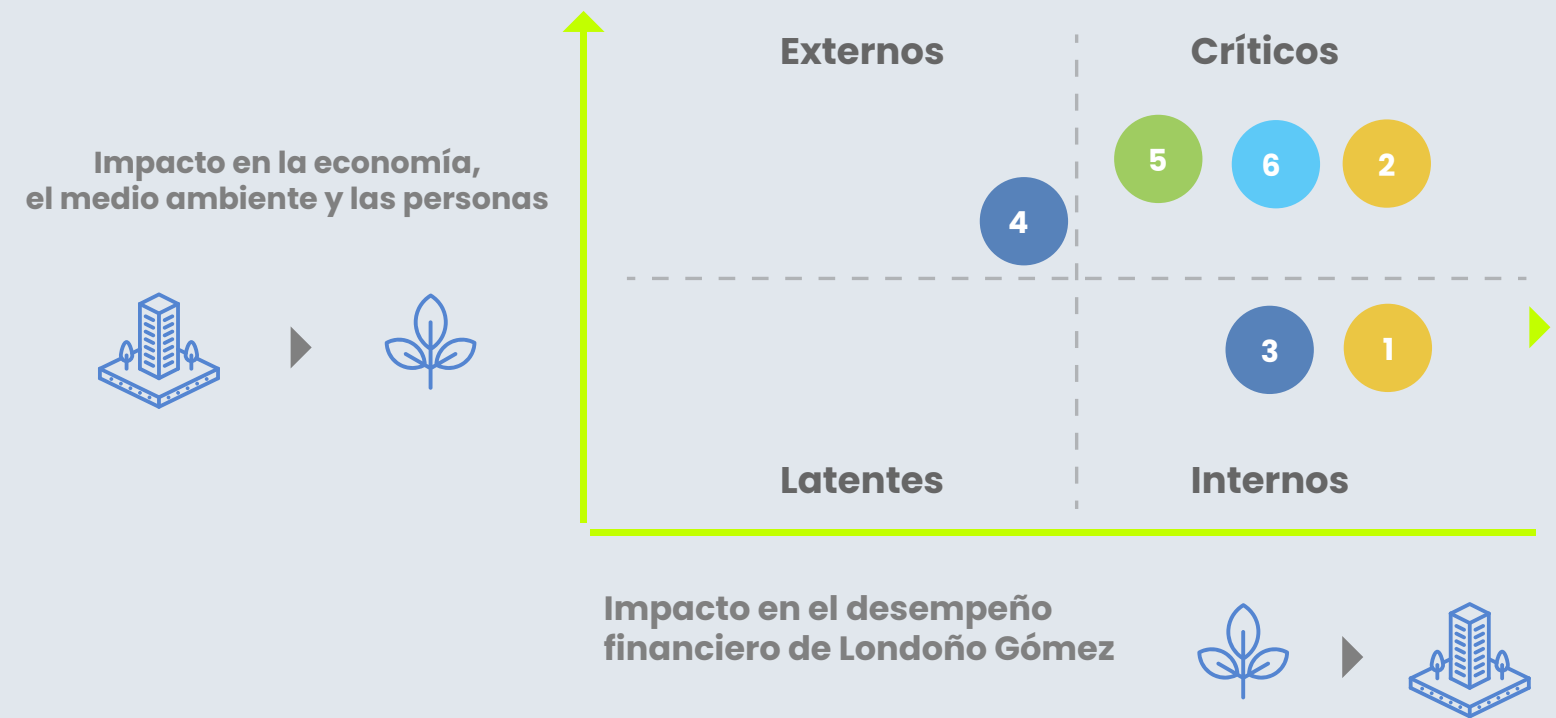 Externos
Críticos
Impacto en la economía,
el medio ambiente y las personas
5
6
2
4
3
1
Latentes
Internos
Impacto en el desempeño
financiero de Londoño Gómez